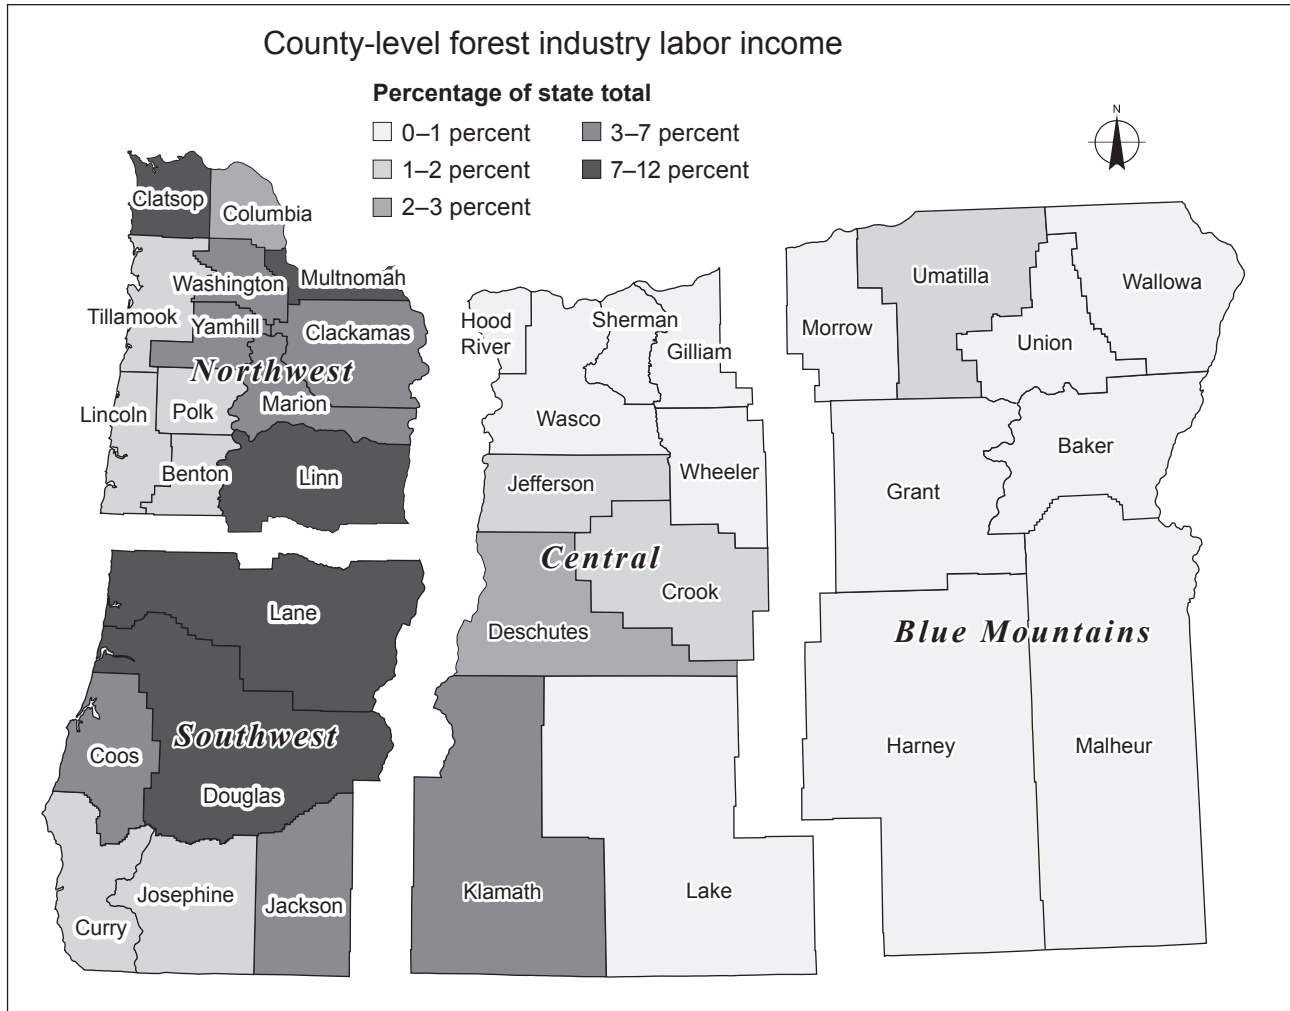 County-level forest industry labor income
Percentage of state total
0–1 percent
1–2 percent
2–3 percent
3–7 percent
7–12 percent
N
Clatsop
Columbia
Washington
Multnomah
Tillamook
Yamhill
Clackamas
Northwest
Lincoln
Polk
Marion
Benton
Linn
Lane
Southwest
Coos
Douglas
Josephine
Jackson
Curry
Hood
River
Sherman
Gilliam
Wasco
Wheeler
Jefferson
Central
Crook
Deschutes
Klamath
Lake
Umatilla
Wallowa
Morrow
Union
Baker
Grant
Blue Mountains
Harney
Malheur